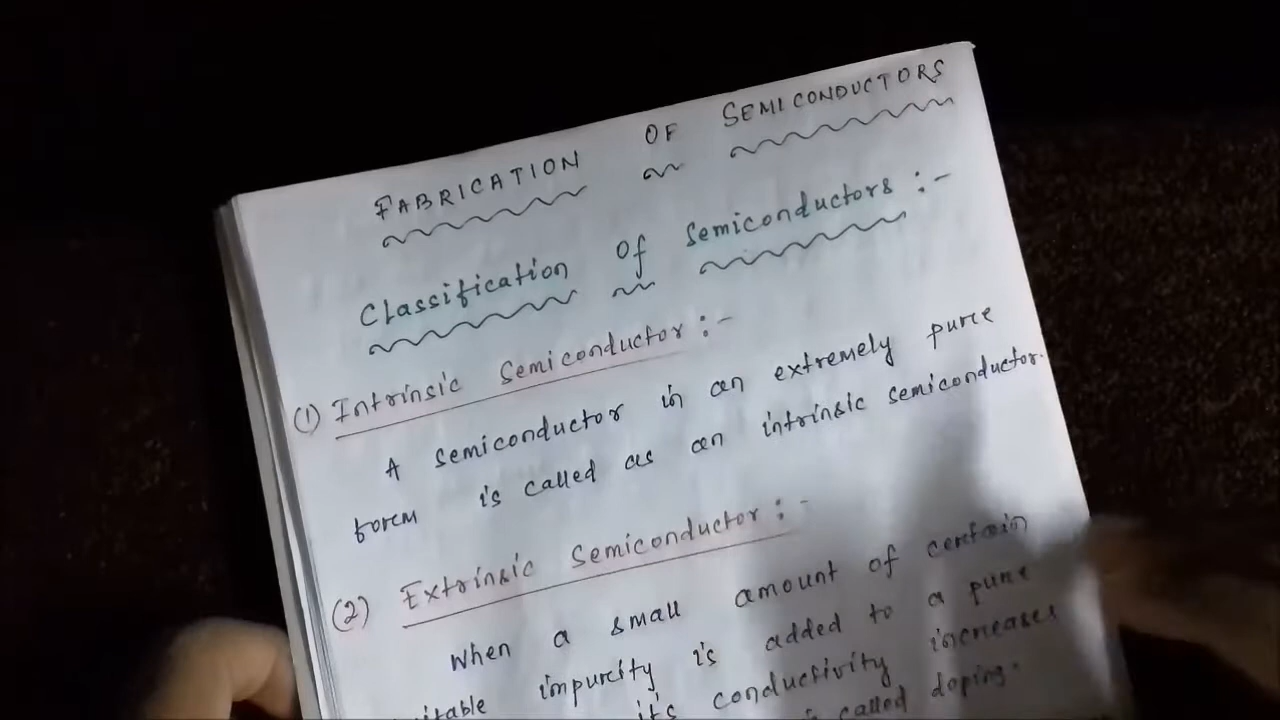 FABRICATION OF SEMICONDUCTORS
Classification Of Semiconductors :-
(1) Intrinsic Semiconductor :-
A semiconductor in an extremely pure
form is called as an intrinsic semiconductor.
(2) Extrinsic Semiconductor :-
When a small amount of certain
impurity is added to a pure
it's conductivity increases
called doping.